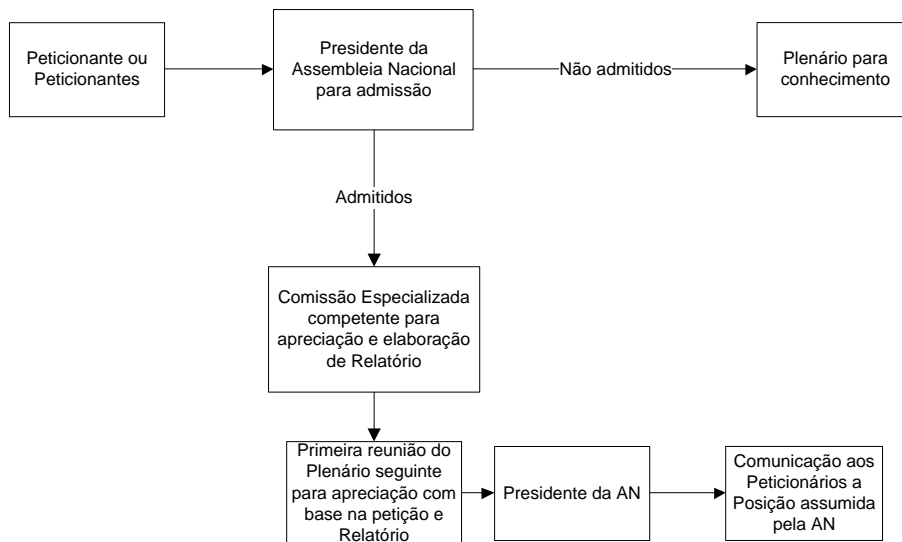 Peticionante ou
Peticionantes
Presidente da
Assembleia Nacional
para admissão
Não admitidos
Plenário para
conhecimento
Admitidos
Comissão Especializada
competente para
apreciação e elaboração
de Relatório
Primeira reunião do
Plenário seguinte
para apreciação com
base na petição e
Relatório
Presidente da AN
Comunicação aos
Peticionários a
Posição assumida
pela AN